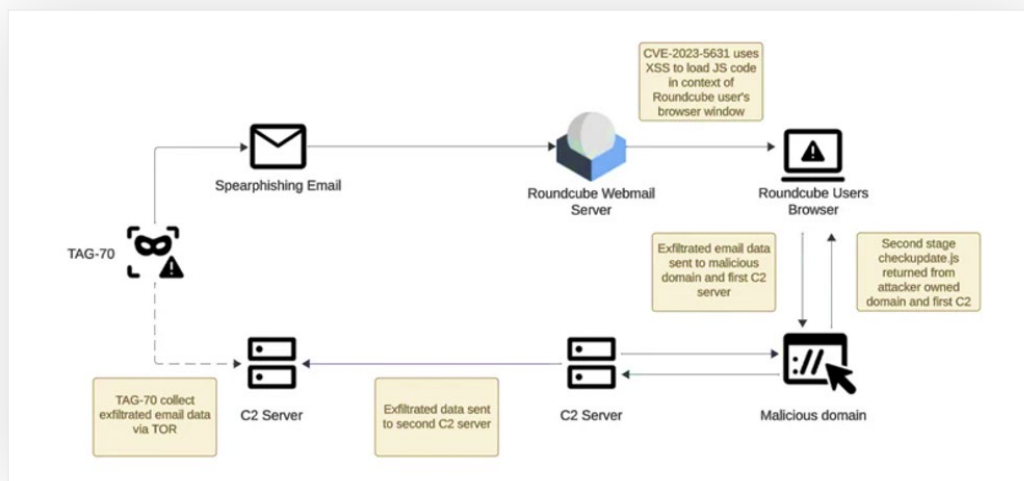 CVE-2023-5631 uses
XSS to load JS code
in context of
Roundcube user's
browser window
Spearphishing Email
Roundcube Webmail
Server
Roundcube Users
Browser
TAG-70
Exfiltrated email data
sent to malicious
domain and first C2
server
Second stage
checkupdate.js
returned from
attacker owned
domain and first C2
TAG-70 collect
exfiltrated email data
via TOR
C2 Server
Exfiltrated data sent
to second C2 server
C2 Server
Malicious domain
://